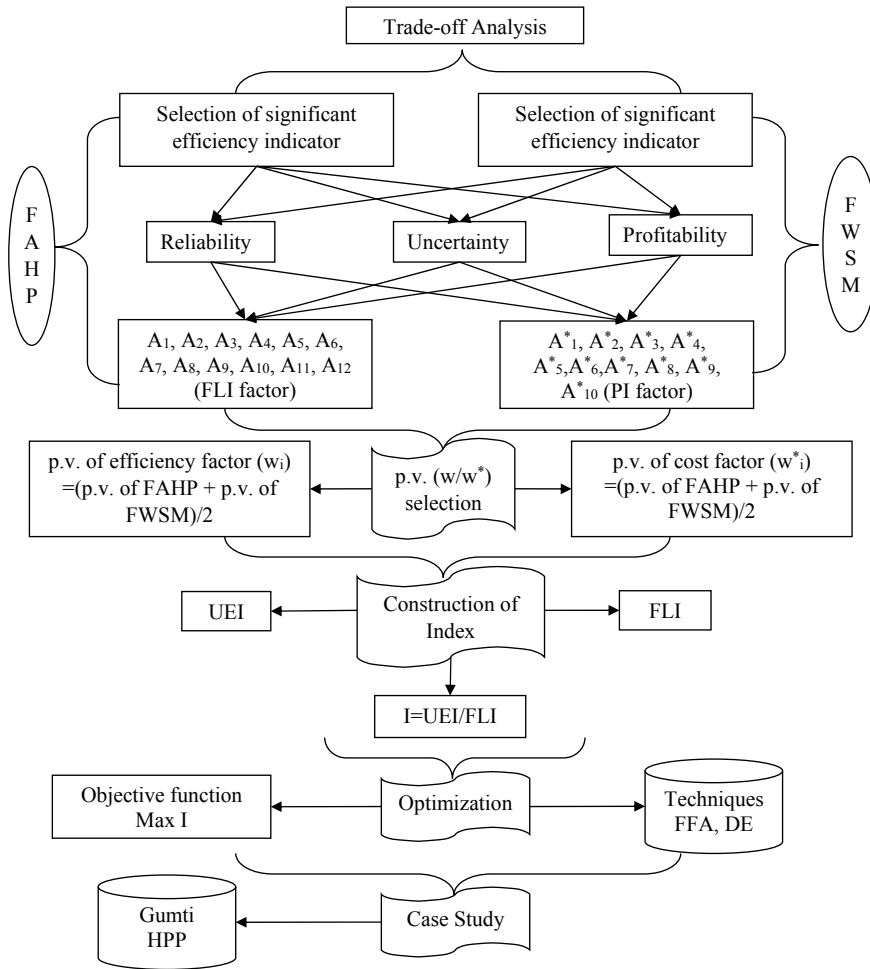 Trade-off Analysis
Selection of significant
efficiency indicator
Selection of significant
efficiency indicator
F
A
H
P
F
W
S
M
Reliability
Uncertainty
Profitability
A₁, A₂, A₃, A₄, A₅, A₆,
A₇, A₈, A₉, A₁₀, A₁₁, A₁₂
(FLI factor)
A*₁, A*₂, A*₃, A*₄,
A*₅,A*₆,A*₇, A*₈, A*₉,
A*₁₀ (PI factor)
p.v. of efficiency factor (wᵢ)
=(p.v. of FAHP + p.v. of
FWSM)/2
p.v. (w/w*)
selection
p.v. of cost factor (w*ᵢ)
=(p.v. of FAHP + p.v. of
FWSM)/2
UEI
Construction of
Index
FLI
I=UEI/FLI
Objective function
Max I
Optimization
Techniques
FFA, DE
Gumti
HPP
Case Study